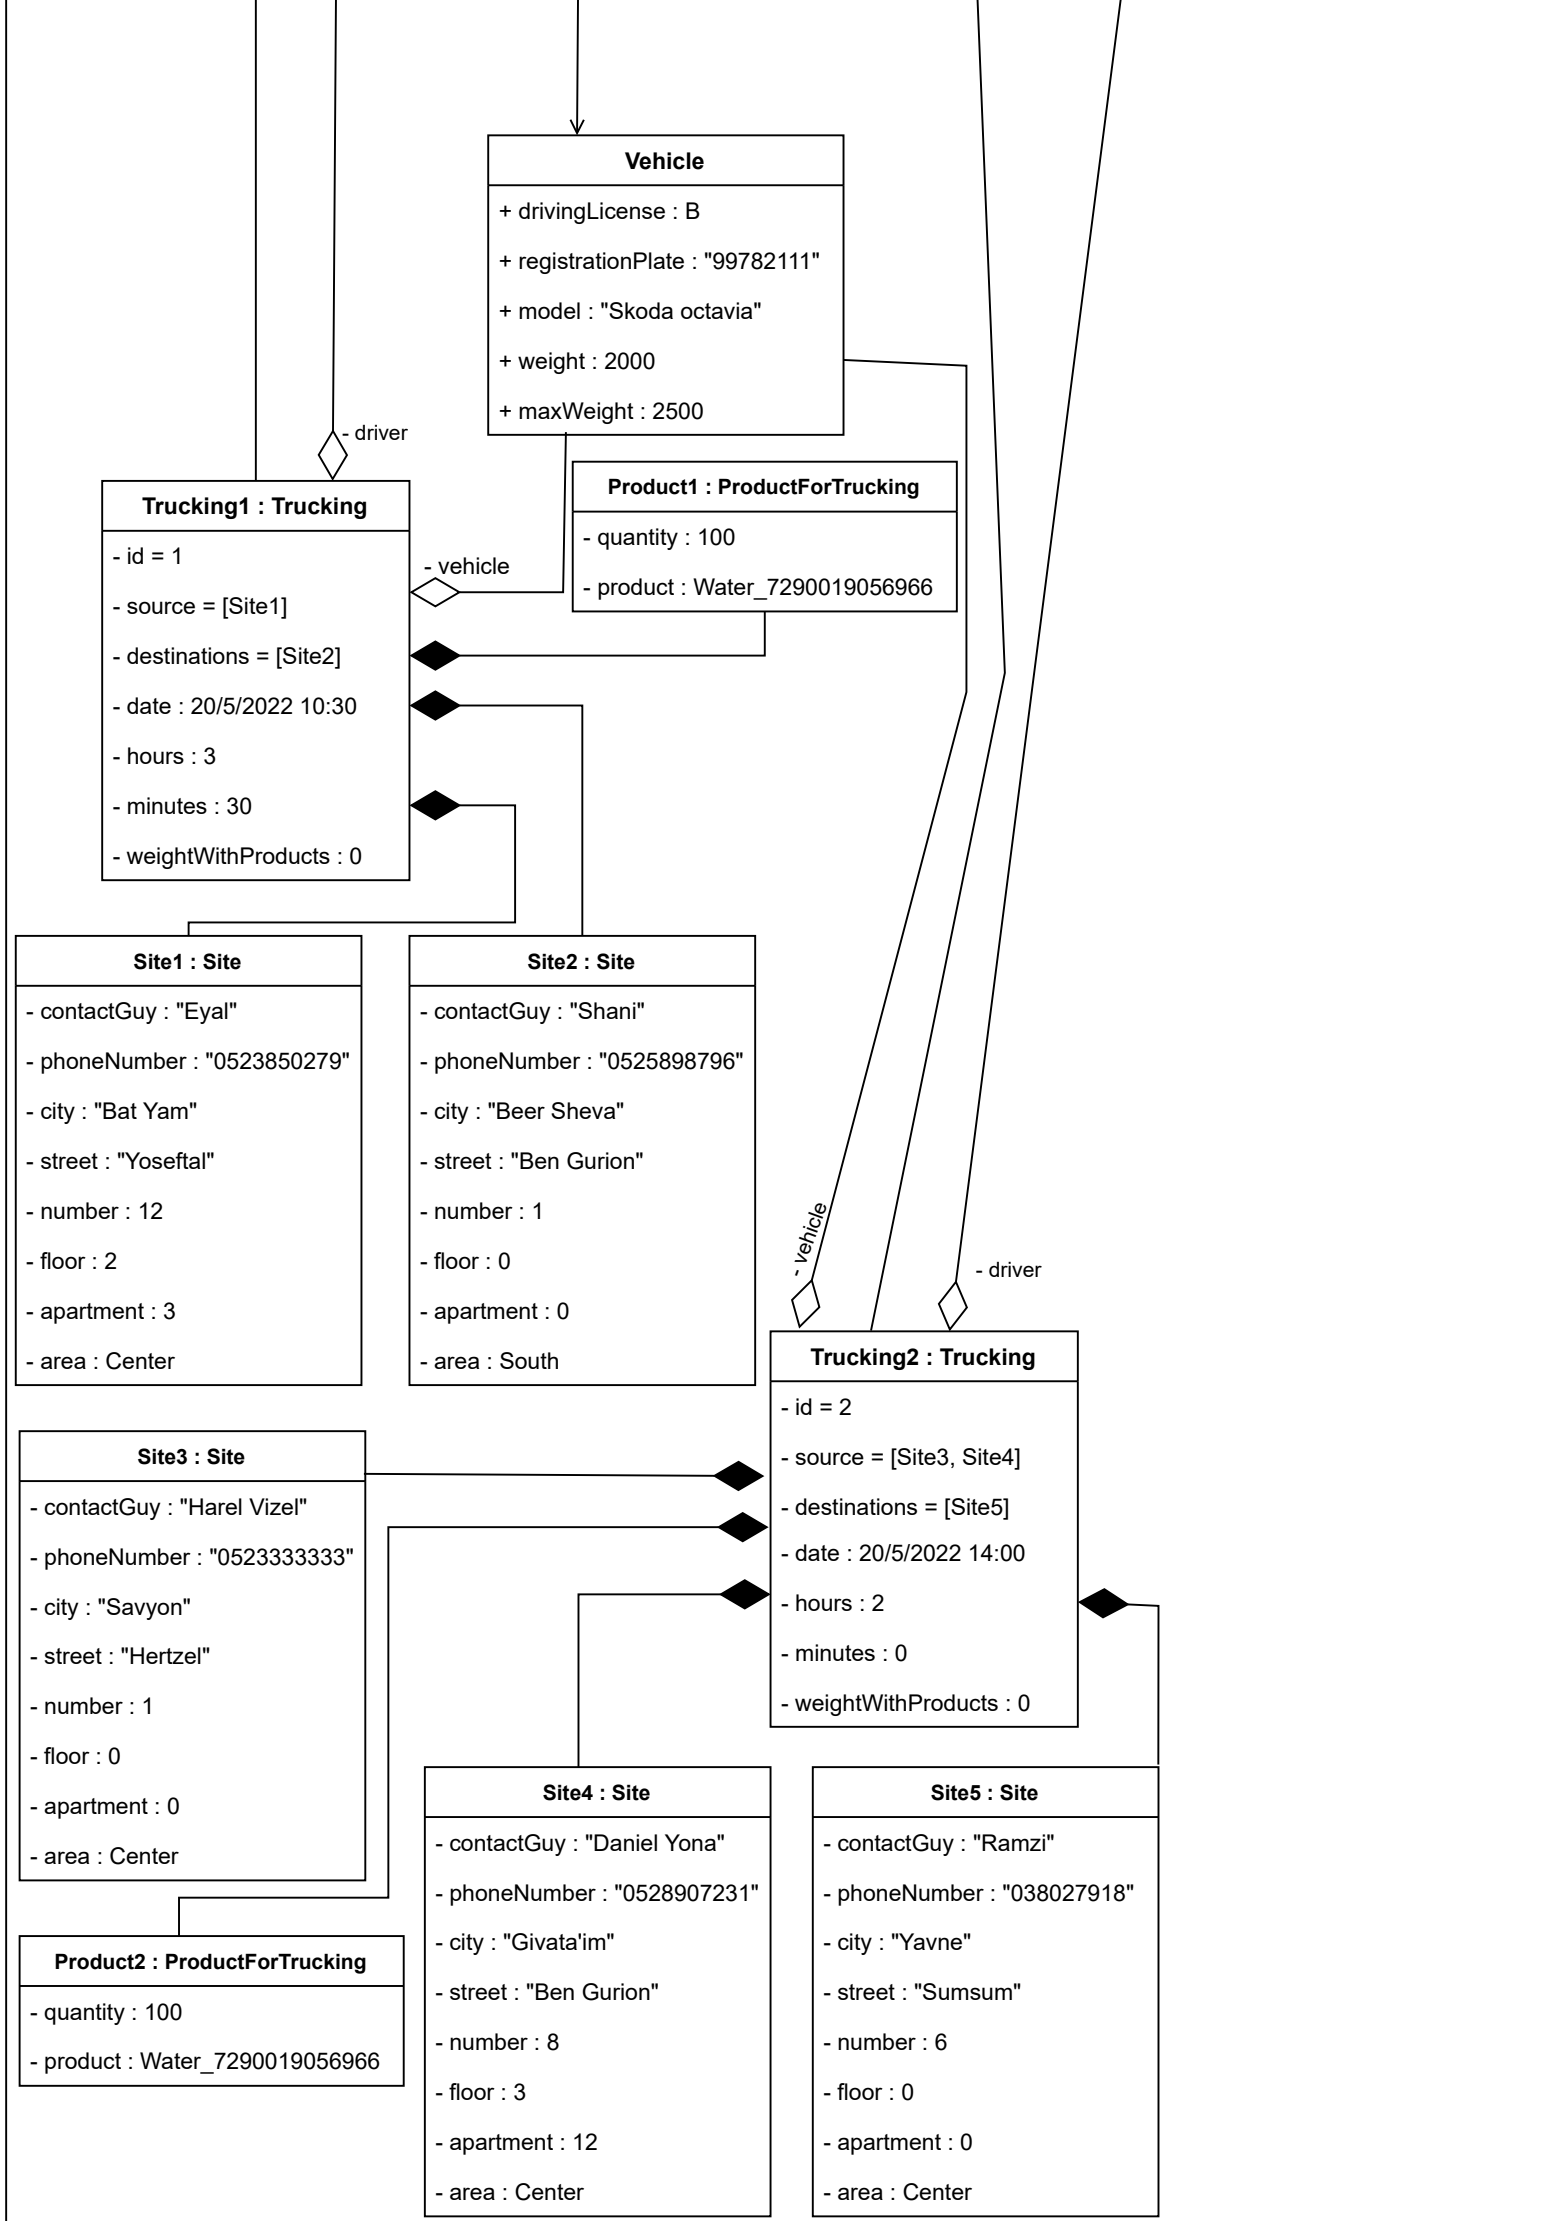 Vehicle
+ drivingLicense : B
+ registrationPlate : "99782111"
+ model : "Skoda octavia"
+ weight : 2000
+ maxWeight : 2500
- driver
Trucking1 : Trucking
- id = 1
- source = [Site1]
- destinations = [Site2]
- date : 20/5/2022 10:30
- hours : 3
- minutes : 30
- weightWithProducts : 0
- vehicle
Product1 : ProductForTrucking
- quantity : 100
- product : Water_7290019056966
Site1 : Site
- contactGuy : "Eyal"
- phoneNumber : "0523850279"
- city : "Bat Yam"
- street : "Yoseftal"
- number : 12
- floor : 2
- apartment : 3
- area : Center
Site2 : Site
- contactGuy : "Shani"
- phoneNumber : "0525898796"
- city : "Beer Sheva"
- street : "Ben Gurion"
- number : 1
- floor : 0
- apartment : 0
- area : South
- vehicle
- driver
Trucking2 : Trucking
- id = 2
- source = [Site3, Site4]
- destinations = [Site5]
- date : 20/5/2022 14:00
- hours : 2
- minutes : 0
- weightWithProducts : 0
Site3 : Site
- contactGuy : "Harel Vizel"
- phoneNumber : "0523333333"
- city : "Savyon"
- street : "Hertzel"
- number : 1
- floor : 0
- apartment : 0
- area : Center
Product2 : ProductForTrucking
- quantity : 100
- product : Water_7290019056966
Site4 : Site
- contactGuy : "Daniel Yona"
- phoneNumber : "0528907231"
- city : "Givata'im"
- street : "Ben Gurion"
- number : 8
- floor : 3
- apartment : 12
- area : Center
Site5 : Site
- contactGuy : "Ramzi"
- phoneNumber : "038027918"
- city : "Yavne"
- street : "Sumsum"
- number : 6
- floor : 0
- apartment : 0
- area : Center